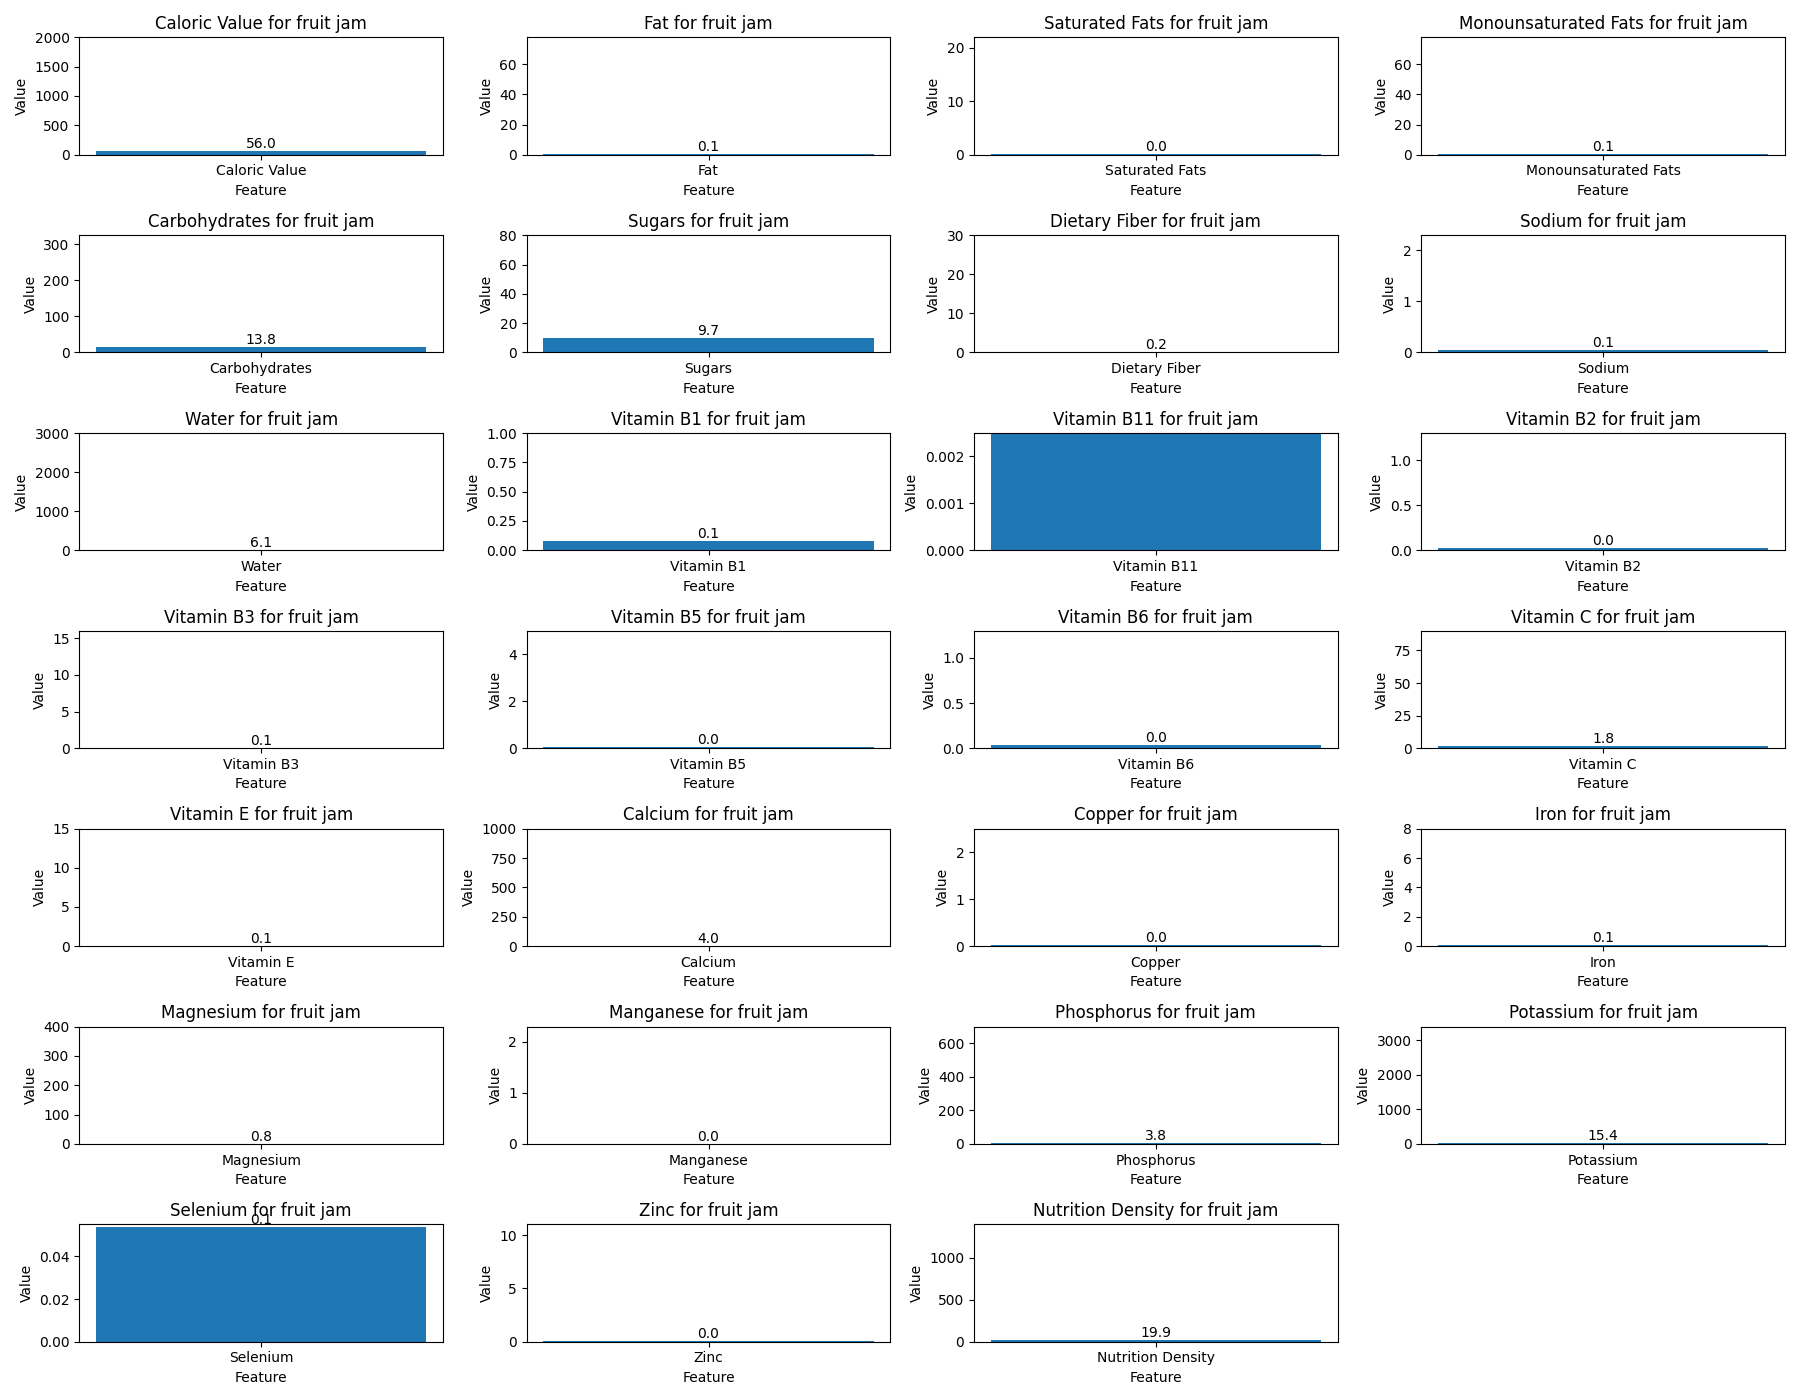 Caloric Value for fruit jam
Value
2000
1500
1000
500
0
56.0
Caloric Value
Feature
Fat for fruit jam
Value
60
40
20
0
0.1
Fat
Feature
Saturated Fats for fruit jam
Value
20
10
0
0.0
Saturated Fats
Feature
Monounsaturated Fats for fruit jam
Value
60
40
20
0
0.1
Monounsaturated Fats
Feature
Carbohydrates for fruit jam
Value
300
200
100
0
13.8
Carbohydrates
Feature
Sugars for fruit jam
Value
80
60
40
20
0
9.7
Sugars
Feature
Dietary Fiber for fruit jam
Value
30
20
10
0
0.2
Dietary Fiber
Feature
Sodium for fruit jam
Value
2
1
0
0.1
Sodium
Feature
Water for fruit jam
Value
3000
2000
1000
0
6.1
Water
Feature
Vitamin B1 for fruit jam
Value
1.00
0.75
0.50
0.25
0.00
0.1
Vitamin B1
Feature
Vitamin B11 for fruit jam
Value
0.002
0.001
0.000
Vitamin B11
Feature
Vitamin B2 for fruit jam
Value
1.0
0.5
0.0
0.0
Vitamin B2
Feature
Vitamin B3 for fruit jam
Value
15
10
5
0
0.1
Vitamin B3
Feature
Vitamin B5 for fruit jam
Value
4
2
0
0.0
Vitamin B5
Feature
Vitamin B6 for fruit jam
Value
1.0
0.5
0.0
0.0
Vitamin B6
Feature
Vitamin C for fruit jam
Value
75
50
25
0
1.8
Vitamin C
Feature
Vitamin E for fruit jam
Value
15
10
5
0
0.1
Vitamin E
Feature
Calcium for fruit jam
Value
1000
750
500
250
0
4.0
Calcium
Feature
Copper for fruit jam
Value
2
1
0
0.0
Copper
Feature
Iron for fruit jam
Value
8
6
4
2
0
0.1
Iron
Feature
Magnesium for fruit jam
Value
400
300
200
100
0
0.8
Magnesium
Feature
Manganese for fruit jam
Value
2
1
0
0.0
Manganese
Feature
Phosphorus for fruit jam
Value
600
400
200
0
3.8
Phosphorus
Feature
Potassium for fruit jam
Value
3000
2000
1000
0
15.4
Potassium
Feature
Selenium for fruit jam
0.1
Value
0.04
0.02
0.00
Selenium
Feature
Zinc for fruit jam
Value
10
5
0
0.0
Zinc
Feature
Nutrition Density for fruit jam
Value
1000
500
0
19.9
Nutrition Density
Feature